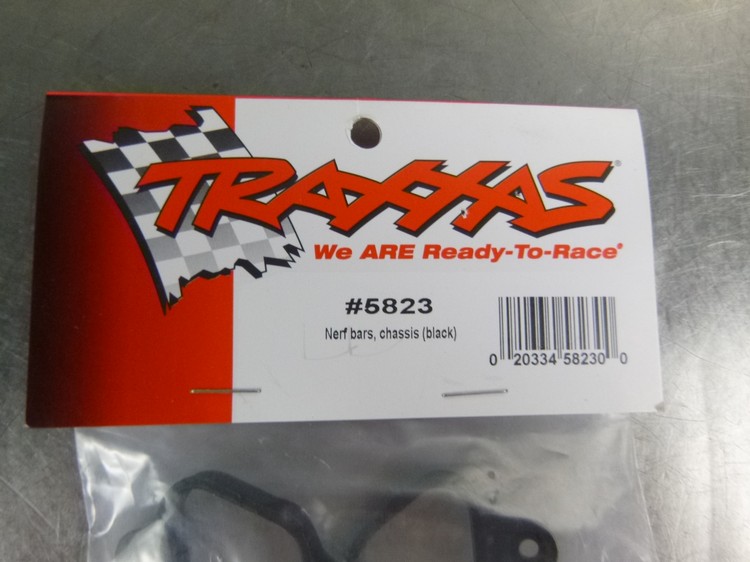 TRAXXAS®
We ARE Ready-To-Race®
#5823
Nerf bars, chassis (black)
0 20334 58230 0